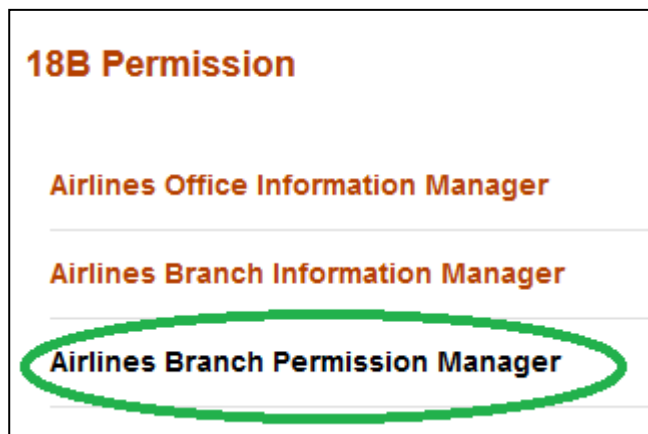 18B Permission
Airlines Office Information Manager
Airlines Branch Information Manager
Airlines Branch Permission Manager